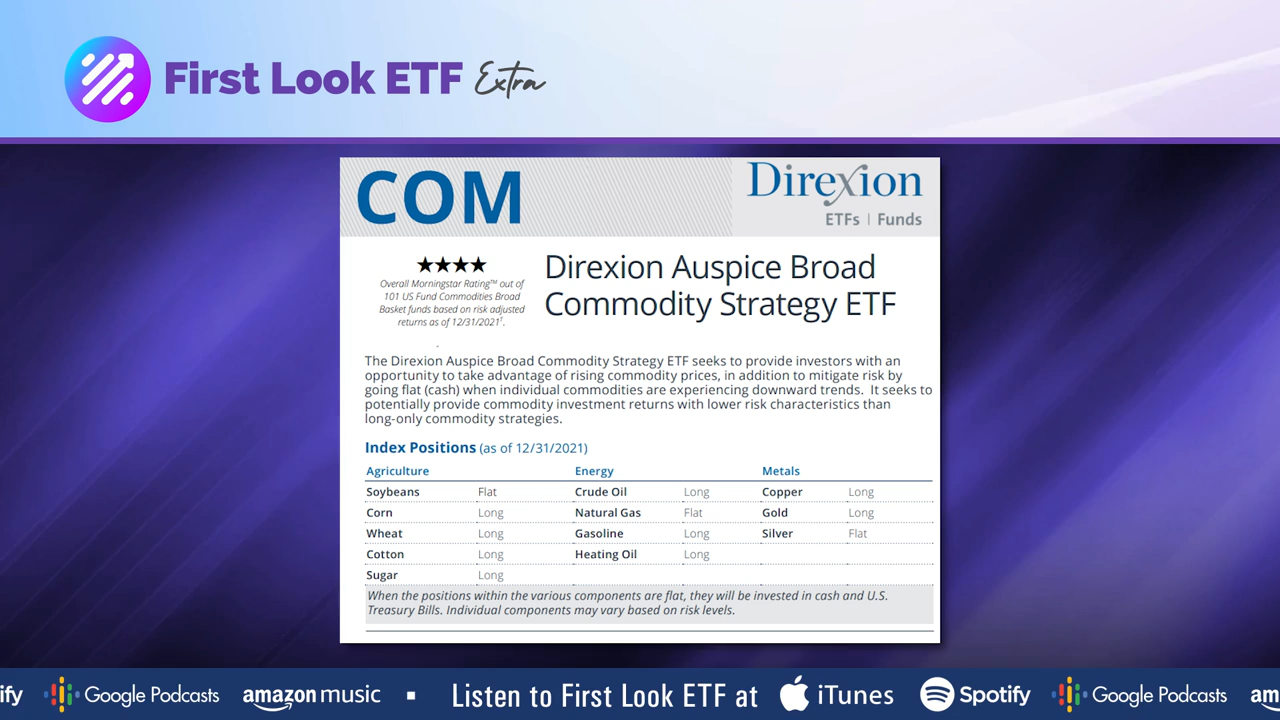 First Look ETF Extra
COM
Direxion
ETFs | Funds
★★★★
Overall Morningstar Rating™ out of
101 US Fund Commodities Broad
Basket funds based on risk adjusted
returns as of 12/31/2021¹.
Direxion Auspice Broad
Commodity Strategy ETF
The Direxion Auspice Broad Commodity Strategy ETF seeks to provide investors with an
opportunity to take advantage of rising commodity prices, in addition to mitigate risk by
going flat (cash) when individual commodities are experiencing downward trends. It seeks to
potentially provide commodity investment returns with lower risk characteristics than
long-only commodity strategies.
Index Positions (as of 12/31/2021)
Agriculture Energy Metals
Soybeans Flat Crude Oil Long Copper Long
Corn Long Natural Gas Flat Gold Long
Wheat Long Gasoline Long Silver Flat
Cotton Long Heating Oil Long
Sugar Long
When the positions within the various components are flat, they will be invested in cash and U.S.
Treasury Bills. Individual components may vary based on risk levels.
ify Google Podcasts amazon music ▪ Listen to First Look ETF at iTunes Spotify Google Podcasts am